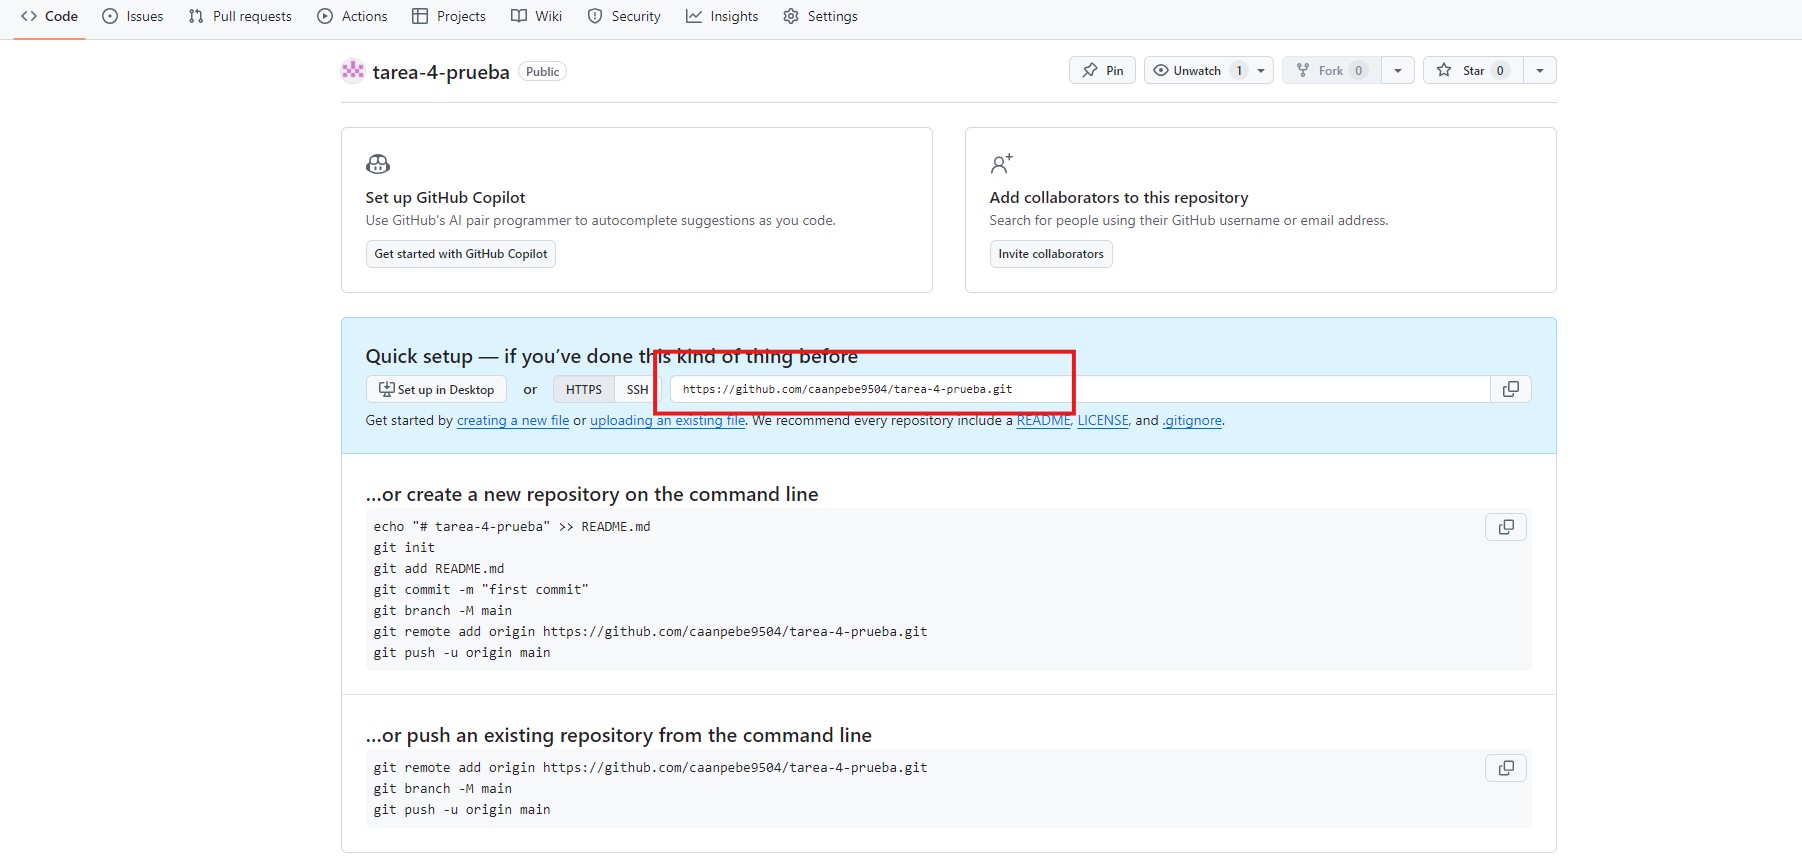 Code Issues Pull requests Actions Projects Wiki Security Insights Settings
tarea-4-prueba Public Pin Unwatch 1 Fork 0 Star 0
Set up GitHub Copilot
Use GitHub's AI pair programmer to autocomplete suggestions as you code.
Get started with GitHub Copilot
Add collaborators to this repository
Search for people using their GitHub username or email address.
Invite collaborators
Quick setup — if you’ve done this kind of thing before
Set up in Desktop or HTTPS SSH https://github.com/caanpebe9504/tarea-4-prueba.git
Get started by creating a new file or uploading an existing file. We recommend every repository include a README, LICENSE, and .gitignore.
…or create a new repository on the command line
echo "# tarea-4-prueba" >> README.md
git init
git add README.md
git commit -m "first commit"
git branch -M main
git remote add origin https://github.com/caanpebe9504/tarea-4-prueba.git
git push -u origin main
…or push an existing repository from the command line
git remote add origin https://github.com/caanpebe9504/tarea-4-prueba.git
git branch -M main
git push -u origin main